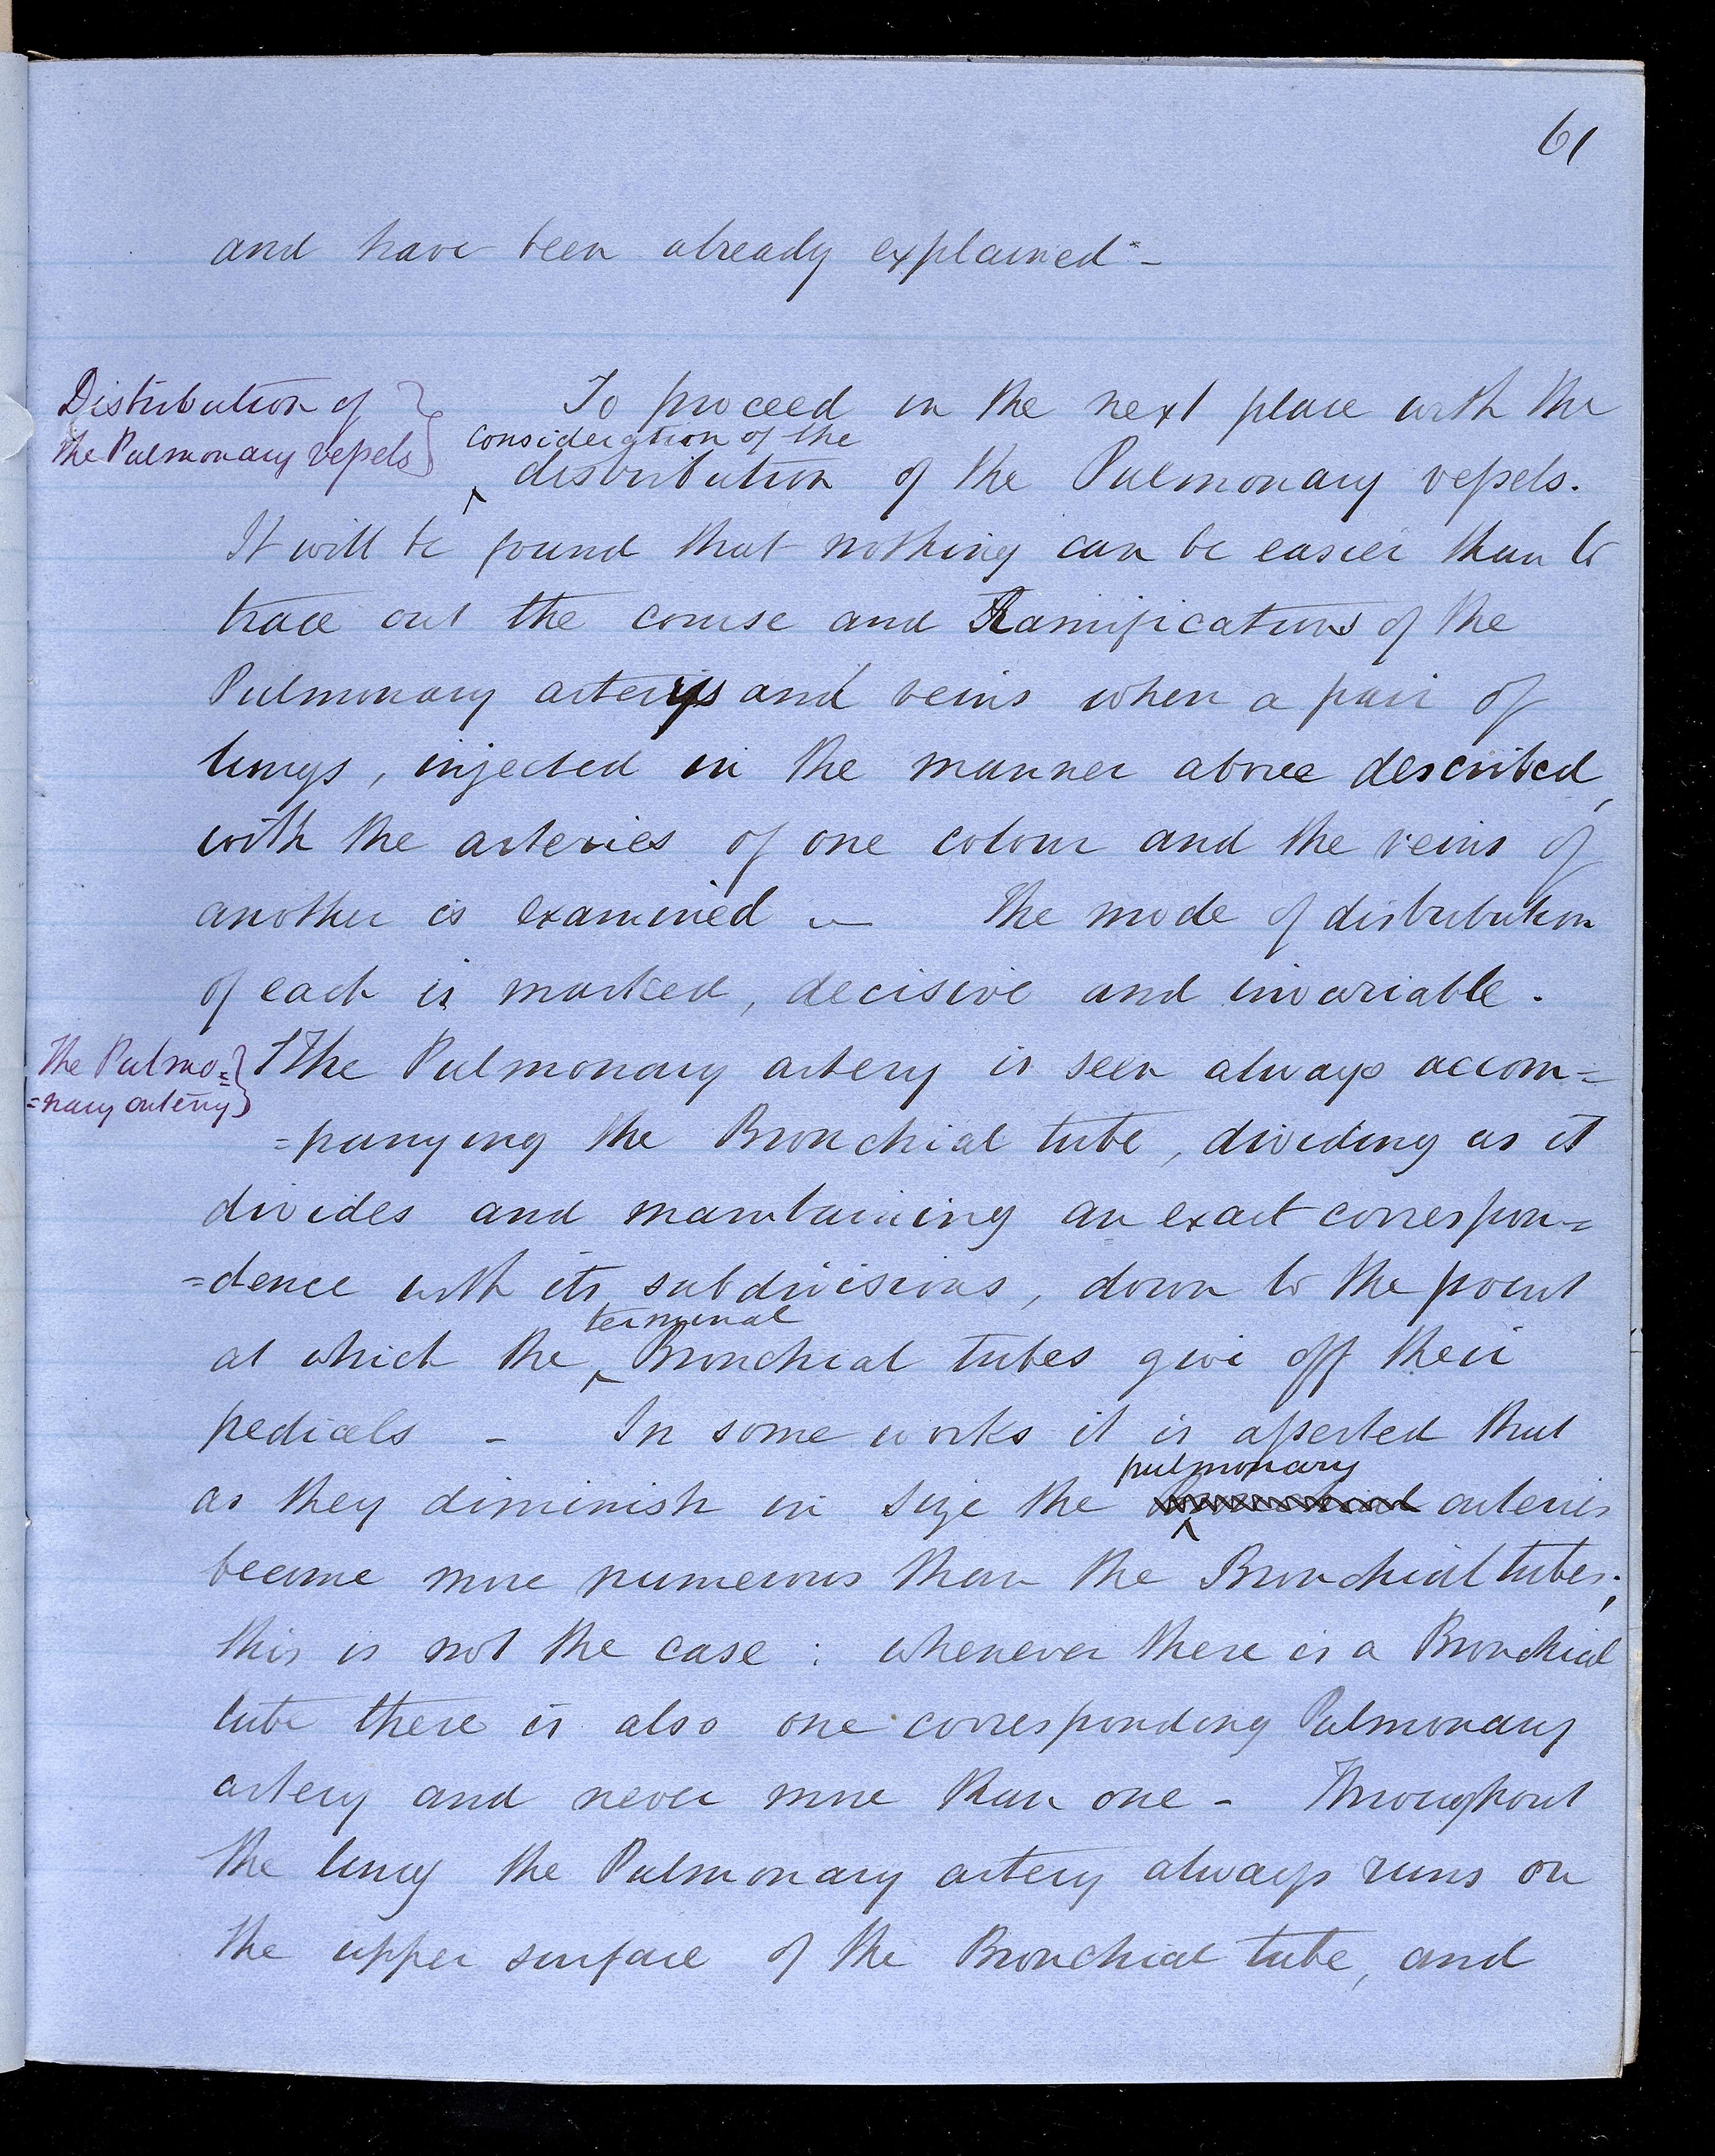 61
and have been already explained -
Distribution of
the Pulmonary vessels
To proceed in the next place with the
consideration of the
distribution of the Pulmonary vessels.
It will be found that nothing can be easier than to
trace out the course and Ramifications of the
Pulmonary arterys and veins when a pair of
lungs, injected in the manner above described,
with the arteries of one colour and the veins of
another is examined - The mode of distribution
of each is marked, decisive and invariable.
The Pulmo=
=nary artery
The Pulmonary artery is seen always accom=
=panying the Bronchial tube, dividing as it
divides and maintaining an exact correspon=
=dence with its subdivisions, down to the point
terminal
at which the Bronchial tubes give off their
pedicels - In some works it is asserted that
pulmonary
as they diminish in size the bronchial arteries
become more numerous than the Bronchial tubes;
this is not the case : whenever there is a Bronchial
tube there is also one corresponding Pulmonary
artery and never more than one - Throughout
the lung the Pulmonary artery always runs on
the upper surface of the Bronchial tube, and